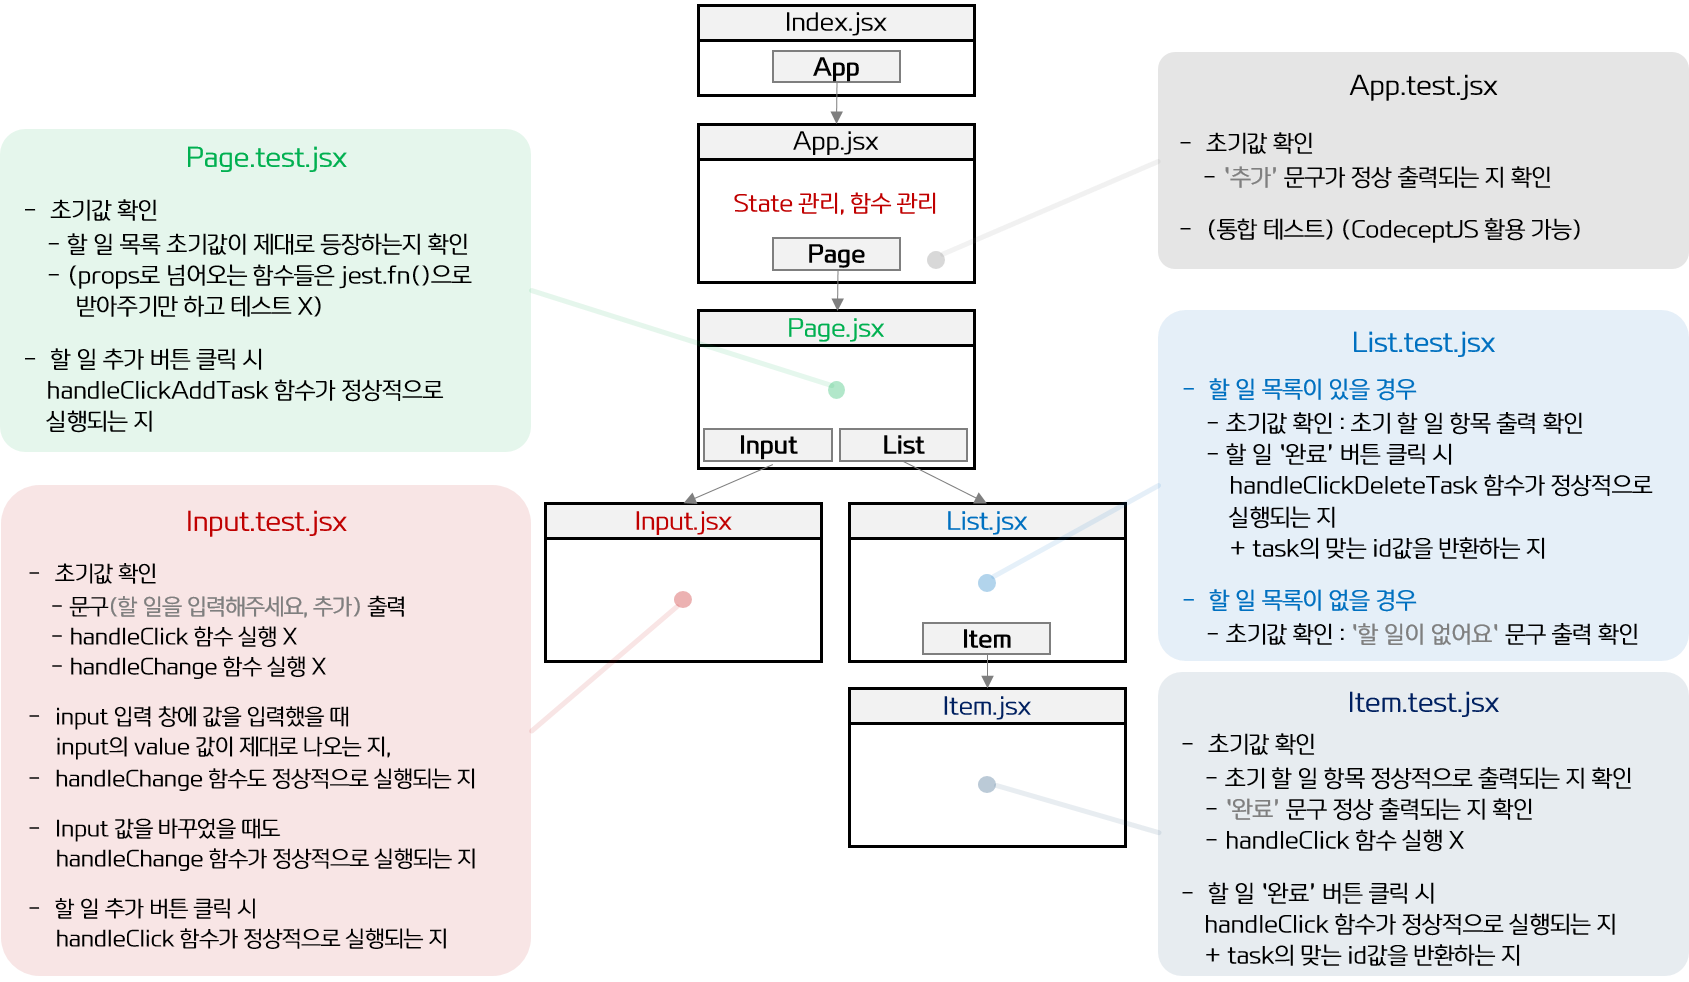 Index.jsx
App
App.jsx
State 관리, 함수 관리
Page
Page.jsx
Input
List
Input.jsx
List.jsx
Item
Item.jsx
Page.test.jsx
- 초기값 확인
- 할 일 목록 초기값이 제대로 등장하는지 확인
- (props로 넘어오는 함수들은 jest.fn()으로
받아주기만 하고 테스트 X)
- 할 일 추가 버튼 클릭 시
handleClickAddTask 함수가 정상적으로
실행되는 지
Input.test.jsx
- 초기값 확인
- 문구(할 일을 입력해주세요, 추가) 출력
- handleClick 함수 실행 X
- handleChange 함수 실행 X
- input 입력 창에 값을 입력했을 때
input의 value 값이 제대로 나오는 지,
- handleChange 함수도 정상적으로 실행되는 지
- Input 값을 바꾸었을 때도
handleChange 함수가 정상적으로 실행되는 지
- 할 일 추가 버튼 클릭 시
handleClick 함수가 정상적으로 실행되는 지
App.test.jsx
- 초기값 확인
- ‘추가’ 문구가 정상 출력되는 지 확인
- (통합 테스트) (CodeceptJS 활용 가능)
List.test.jsx
- 할 일 목록이 있을 경우
- 초기값 확인 : 초기 할 일 항목 출력 확인
- 할 일 ‘완료’ 버튼 클릭 시
handleClickDeleteTask 함수가 정상적으로
실행되는 지
+ task의 맞는 id값을 반환하는 지
- 할 일 목록이 없을 경우
- 초기값 확인 : ‘할 일이 없어요‘ 문구 출력 확인
Item.test.jsx
- 초기값 확인
- 초기 할 일 항목 정상적으로 출력되는 지 확인
- ‘완료’ 문구 정상 출력되는 지 확인
- handleClick 함수 실행 X
- 할 일 ‘완료’ 버튼 클릭 시
handleClick 함수가 정상적으로 실행되는 지
+ task의 맞는 id값을 반환하는 지